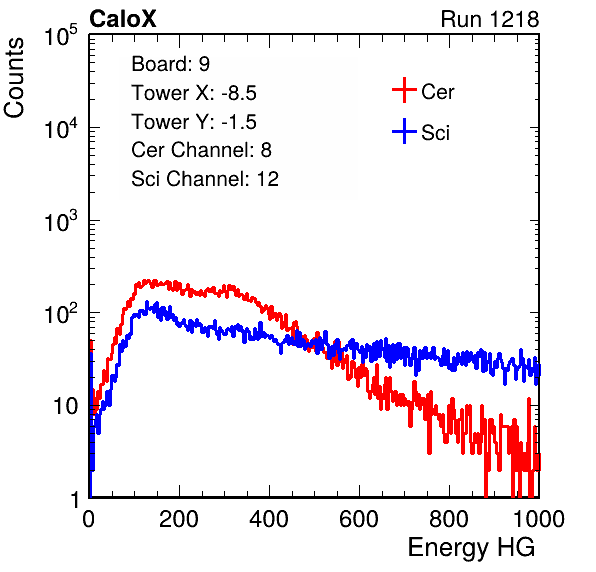 CaloX Run 1218
Counts
10^5
10^4
10^3
10^2
10
1
Board: 9
Tower X: -8.5
Tower Y: -1.5
Cer Channel: 8
Sci Channel: 12
Cer
Sci
0 200 400 600 800 1000
Energy HG